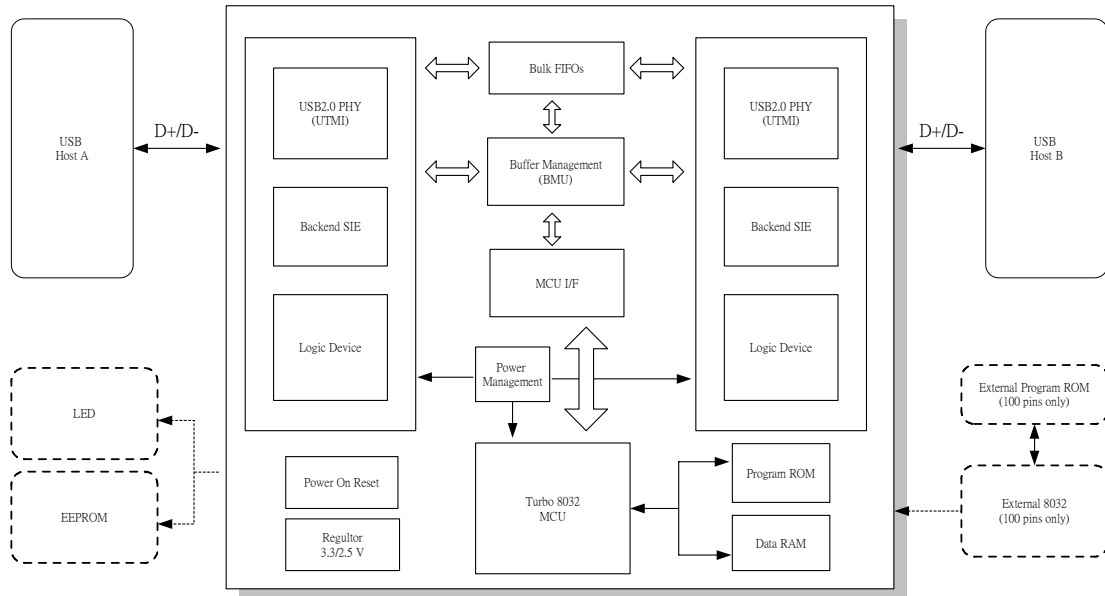 USB
Host A
D+/D-
USB2.0 PHY
(UTMI)
Backend SIE
Logic Device
Bulk FIFOs
Buffer Management
(BMU)
MCU I/F
Power
Management
USB2.0 PHY
(UTMI)
Backend SIE
Logic Device
D+/D-
USB
Host B
LED
EEPROM
Power On Reset
Regultor
3.3/2.5 V
Turbo 8032
MCU
Program ROM
Data RAM
External Program ROM
(100 pins only)
External 8032
(100 pins only)